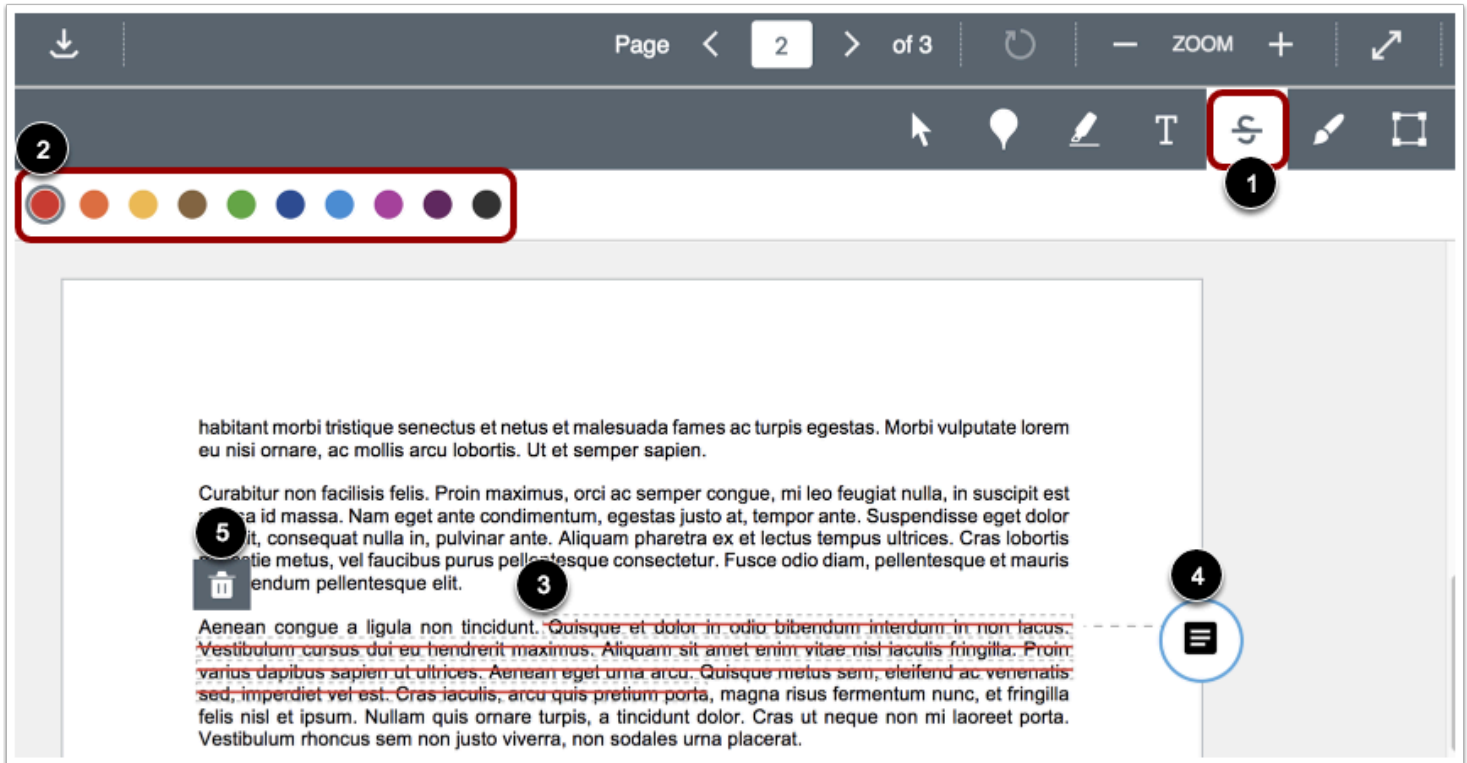 Page 2 of 3 ZOOM
T S
2
1
habitant morbi tristique senectus et netus et malesuada fames ac turpis egestas. Morbi vulputate lorem
eu nisi ornare, ac mollis arcu lobortis. Ut et semper sapien.
Curabitur non facilisis felis. Proin maximus, orci ac semper congue, mi leo feugiat nulla, in suscipit est
a id massa. Nam eget ante condimentum, egestas justo at, tempor ante. Suspendisse eget dolor
5
it, consequat nulla in, pulvinar ante. Aliquam pharetra ex et lectus tempus ultrices. Cras lobortis
tie metus, vel faucibus purus pellentesque consectetur. Fusce odio diam, pellentesque et mauris
endum pellentesque elit.
3
4
Aenean congue a ligula non tincidunt. Quisque et dolor in odio bibendum interdum in non lacus.
Vestibulum cursus dui eu hendrerit maximus. Aliquam sit amet enim vitae nisl iaculis fringilla. Proin
varius dapibus sapien ut ultrices. Aenean eget urna arcu. Quisque metus sem, eleifend ac venenatis
sed, imperdiet vel est. Cras iaculis, arcu quis pretium porta, magna risus fermentum nunc, et fringilla
felis nisl et ipsum. Nullam quis ornare turpis, a tincidunt dolor. Cras ut neque non mi laoreet porta.
Vestibulum rhoncus sem non justo viverra, non sodales urna placerat.